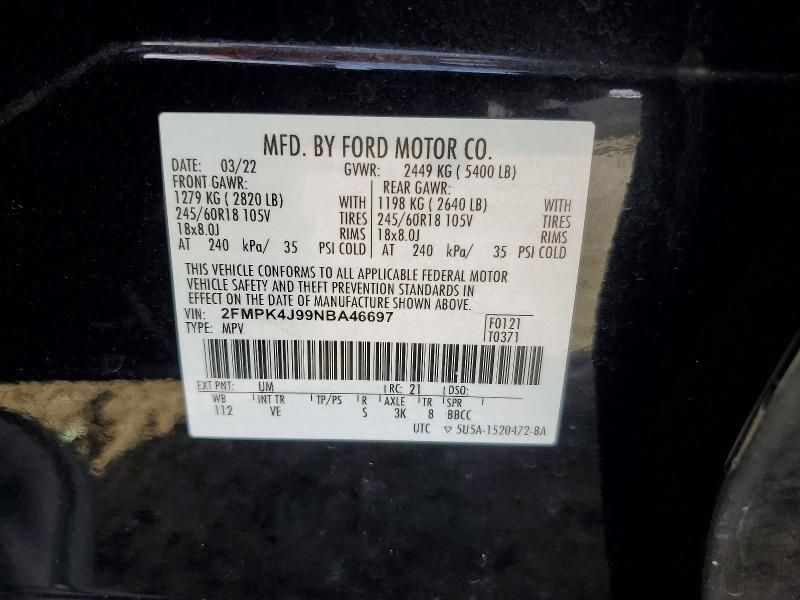 MFD. BY FORD MOTOR CO.
DATE: 03/22 GVWR: 2449 KG ( 5400 LB)
FRONT GAWR: REAR GAWR:
1279 KG ( 2820 LB) WITH 1198 KG ( 2640 LB) WITH
245/60R18 105V TIRES 245/60R18 105V TIRES
18x8.0J RIMS 18x8.0J RIMS
AT 240 kPa/ 35 PSI COLD AT 240 kPa/ 35 PSI COLD
THIS VEHICLE CONFORMS TO ALL APPLICABLE FEDERAL MOTOR
VEHICLE SAFETY AND THEFT PREVENTION STANDARDS IN
EFFECT ON THE DATE OF MANUFACTURE SHOWN ABOVE.
VIN: 2FMPK4J99NBA46697 F0121
TYPE: MPV T0371
EXT PNT: UM RC: 21 DSO:
WB INT TR TP/PS R AXLE TR SPR
112 VE S 3K 8 BBCC
UTC ▽ 5U5A-1520472-BA